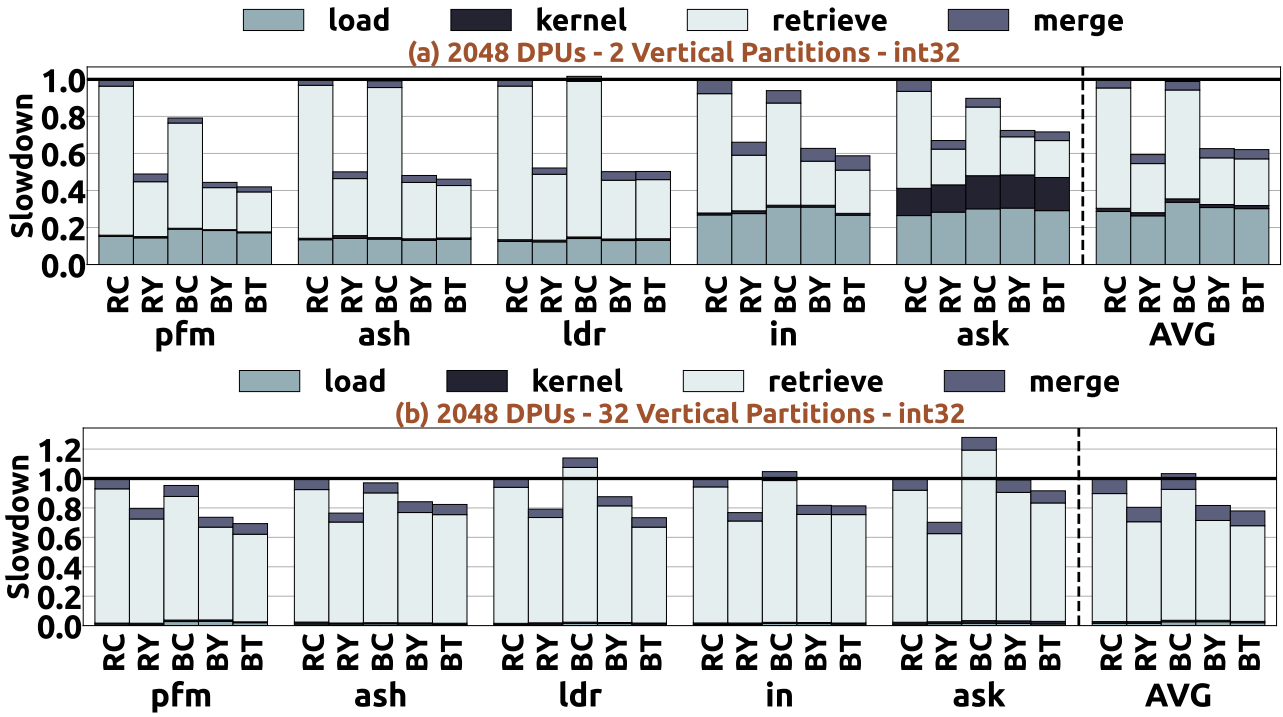 load kernel retrieve merge
(a) 2048 DPUs - 2 Vertical Partitions - int32
Slowdown
1.0
0.8
0.6
0.4
0.2
0.0
RC RY BC BY BT RC RY BC BY BT RC RY BC BY BT RC RY BC BY BT RC RY BC BY BT RC RY BC BY BT
pfm ash ldr in ask AVG
load kernel retrieve merge
(b) 2048 DPUs - 32 Vertical Partitions - int32
Slowdown
1.2
1.0
0.8
0.6
0.4
0.2
0.0
RC RY BC BY BT RC RY BC BY BT RC RY BC BY BT RC RY BC BY BT RC RY BC BY BT RC RY BC BY BT
pfm ash ldr in ask AVG